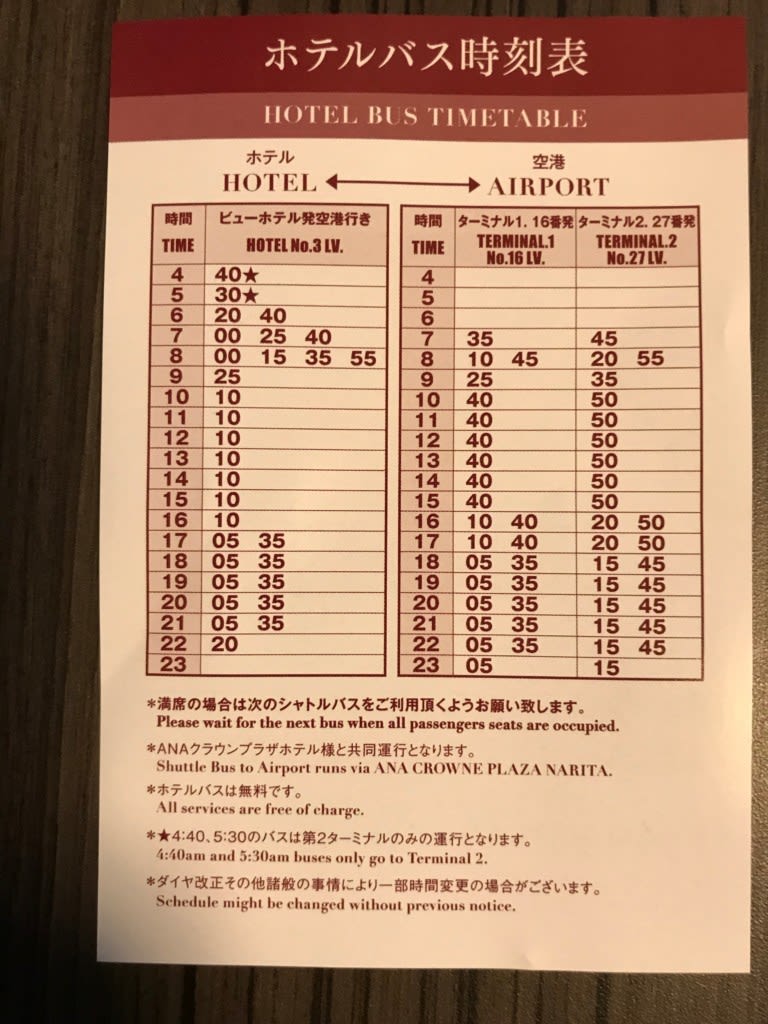 ホテルバス時刻表
HOTEL BUS TIMETABLE
ホテル 空港
HOTEL AIRPORT
時間 ビューホテル発空港行き
TIME HOTEL No.3 LV.
4 40★
5 30★
6 20 40
7 00 25 40
8 00 15 35 55
9 25
10 10
11 10
12 10
13 10
14 10
15 10
16 10
17 05 35
18 05 35
19 05 35
20 05 35
21 05 35
22 20
23
時間 ターミナル1. 16番発 ターミナル2. 27番発
TIME TERMINAL.1 TERMINAL.2
No.16 LV. No.27 LV.
4
5
6
7 35 45
8 10 45 20 55
9 25 35
10 40 50
11 40 50
12 40 50
13 40 50
14 40 50
15 40 50
16 10 40 20 50
17 10 40 20 50
18 05 35 15 45
19 05 35 15 45
20 05 35 15 45
21 05 35 15 45
22 05 35 15 45
23 05 15
*満席の場合は次のシャトルバスをご利用頂くようお願い致します。
Please wait for the next bus when all passengers seats are occupied.
*ANAクラウンプラザホテル様と共同運行となります。
Shuttle Bus to Airport runs via ANA CROWNE PLAZA NARITA.
*ホテルバスは無料です。
All services are free of charge.
*★4:40、5:30のバスは第2ターミナルのみの運行となります。
4:40am and 5:30am buses only go to Terminal 2.
*ダイヤ改正その他諸般の事情により一部時間変更の場合がございます。
Schedule might be changed without previous notice.